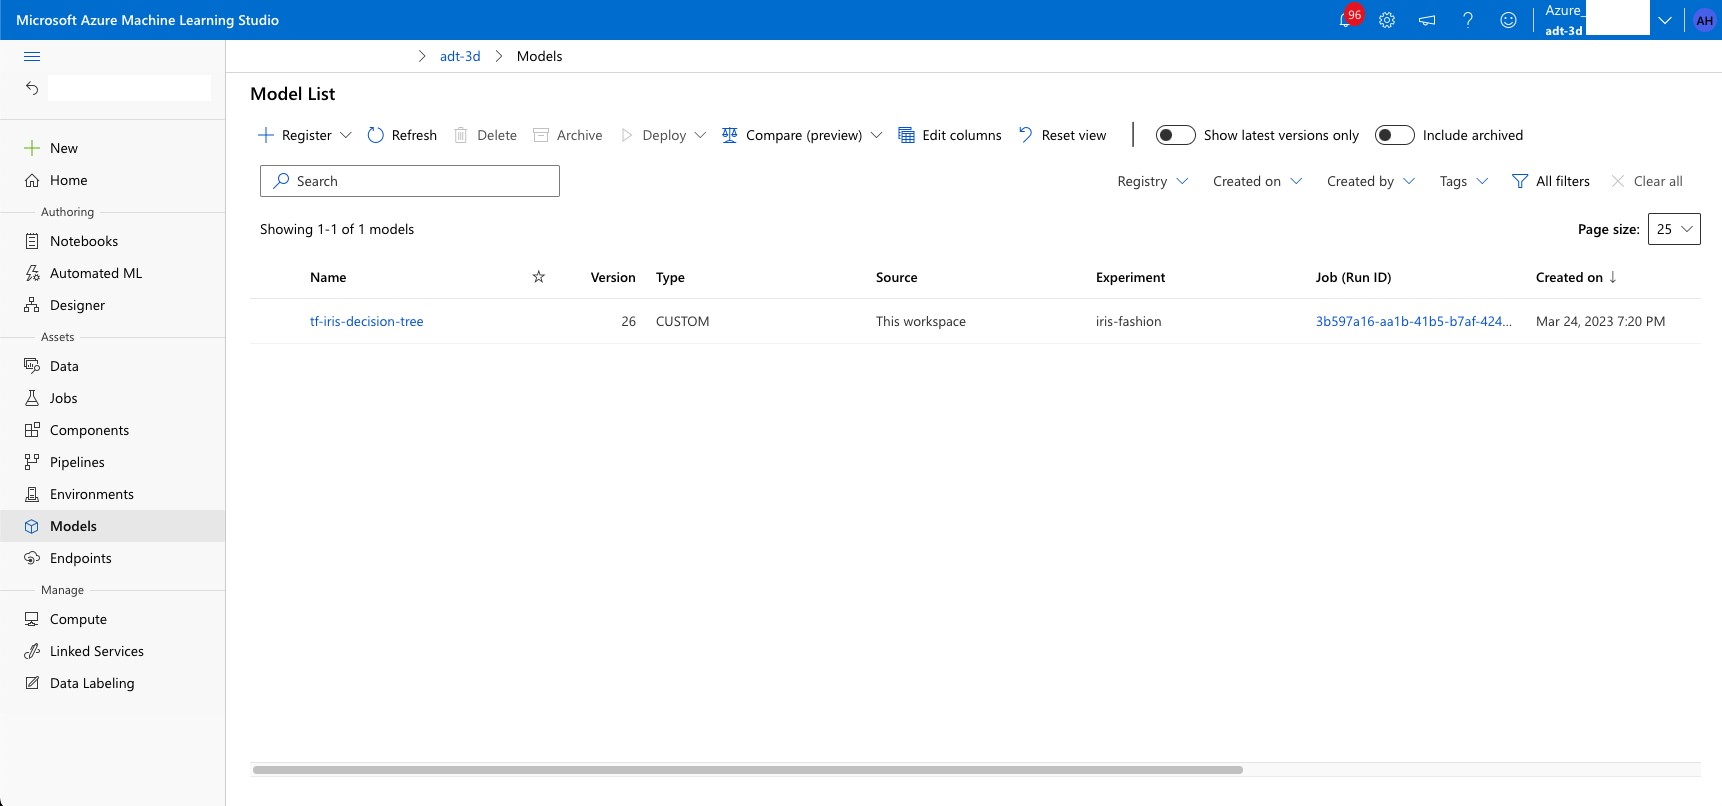 Microsoft Azure Machine Learning Studio
96
Azure_
adt-3d
AH
adt-3d
Models
New
Home
Authoring
Notebooks
Automated ML
Designer
Assets
Data
Jobs
Components
Pipelines
Environments
Models
Endpoints
Manage
Compute
Linked Services
Data Labeling
Model List
Register Refresh Delete Archive Deploy Compare (preview) Edit columns Reset view Show latest versions only Include archived
Search Registry Created on Created by Tags All filters Clear all
Showing 1-1 of 1 models Page size: 25
Name Version Type Source Experiment Job (Run ID) Created on
tf-iris-decision-tree 26 CUSTOM This workspace iris-fashion 3b597a16-aa1b-41b5-b7af-424... Mar 24, 2023 7:20 PM